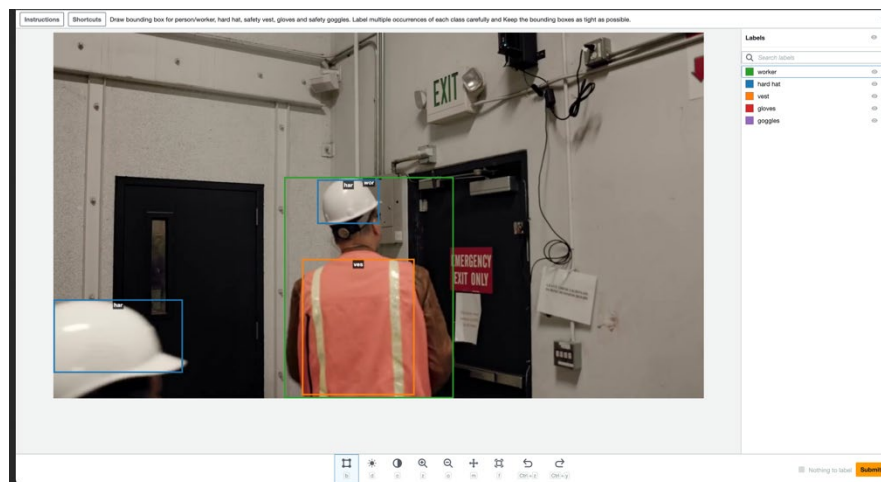 Instructions
Shortcuts
Draw bounding box for person/worker, hard hat, safety vest, gloves and safety goggles. Label multiple occurrences of each class carefully and Keep the bounding boxes as tight as possible.
Labels
Search labels
worker
hard hat
vest
gloves
goggles
EXIT
har
wor
EMERGENCY
EXIT ONLY
ves
har
b
d
c
z
m
f
Ctrl + z
Ctrl + y
Nothing to label
Submit